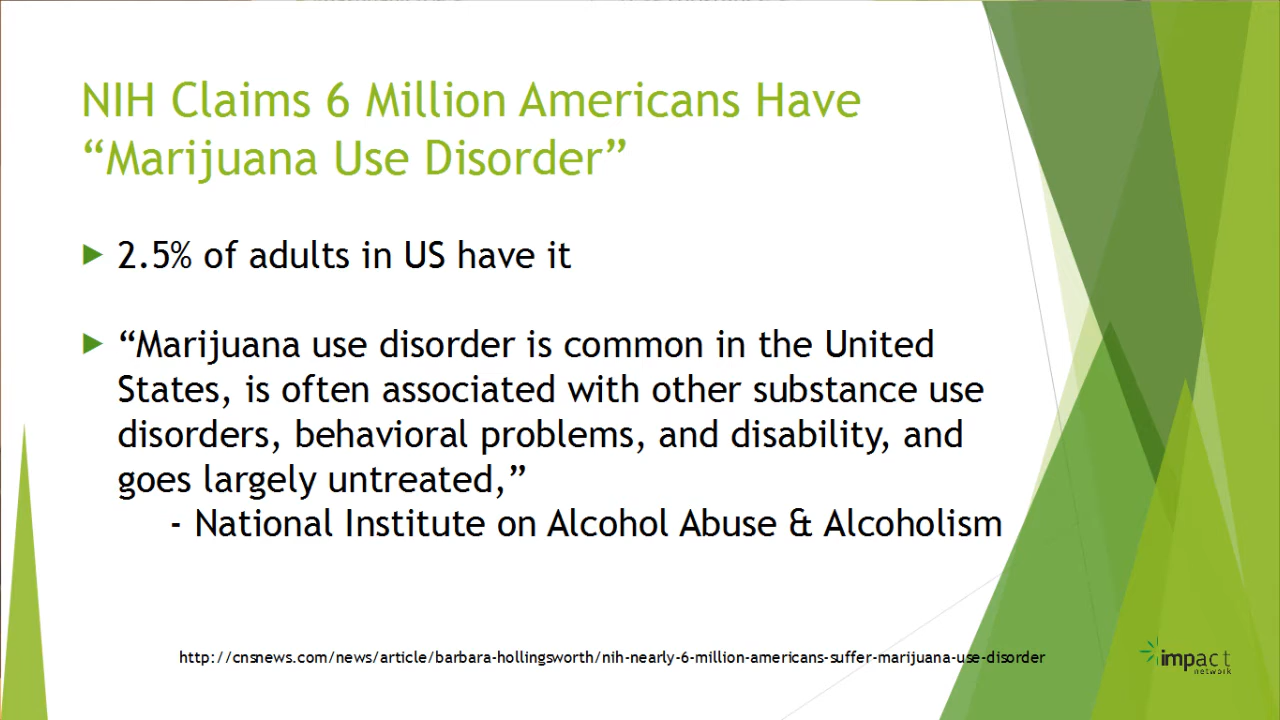 NIH Claims 6 Million Americans Have
“Marijuana Use Disorder”
2.5% of adults in US have it
“Marijuana use disorder is common in the United
States, is often associated with other substance use
disorders, behavioral problems, and disability, and
goes largely untreated,”
- National Institute on Alcohol Abuse & Alcoholism
http://cnsnews.com/news/article/barbara-hollingsworth/nih-nearly-6-million-americans-suffer-marijuana-use-disorder
impact
network